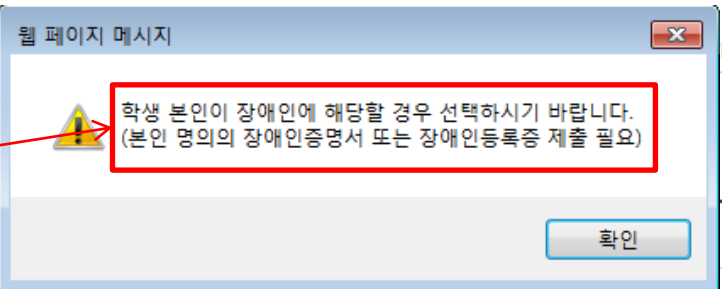 웹 페이지 메시지
학생 본인이 장애인에 해당할 경우 선택하시기 바랍니다.
(본인 명의의 장애인증명서 또는 장애인등록증 제출 필요)
확인